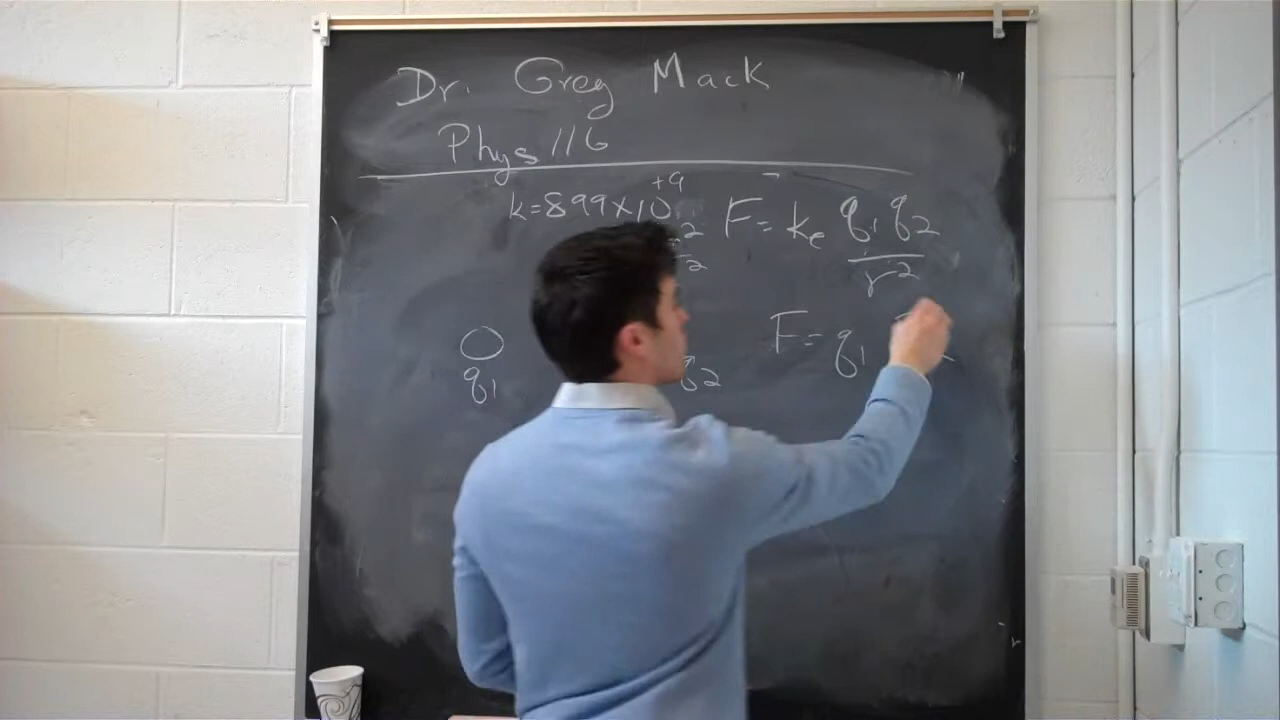 Dr. Greg Mack
Phys 116
k=8.99×10+9
F = ke q1 q2
r2
F = q1
q1
q2